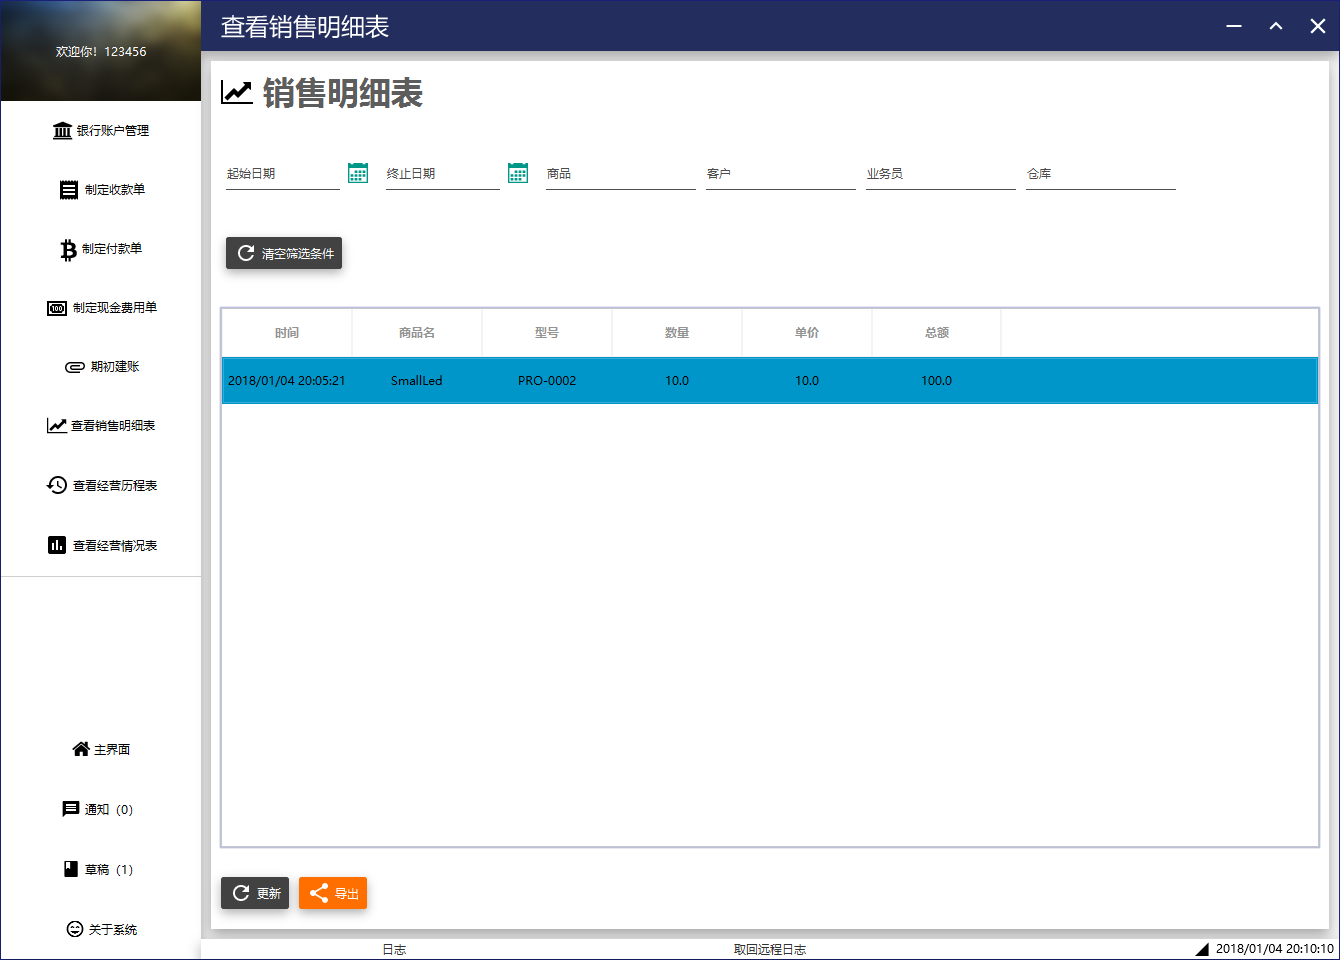 查看销售明细表
欢迎你！123456
银行账户管理
制定收款单
制定付款单
制定现金费用单
期初建账
查看销售明细表
查看经营历程表
查看经营情况表
主界面
通知（0）
草稿（1）
关于系统
销售明细表
起始日期 终止日期 商品 客户 业务员 仓库
清空筛选条件
时间 商品名 型号 数量 单价 总额
2018/01/04 20:05:21 SmallLed PRO-0002 10.0 10.0 100.0
更新 导出
日志 取回远程日志 2018/01/04 20:10:10